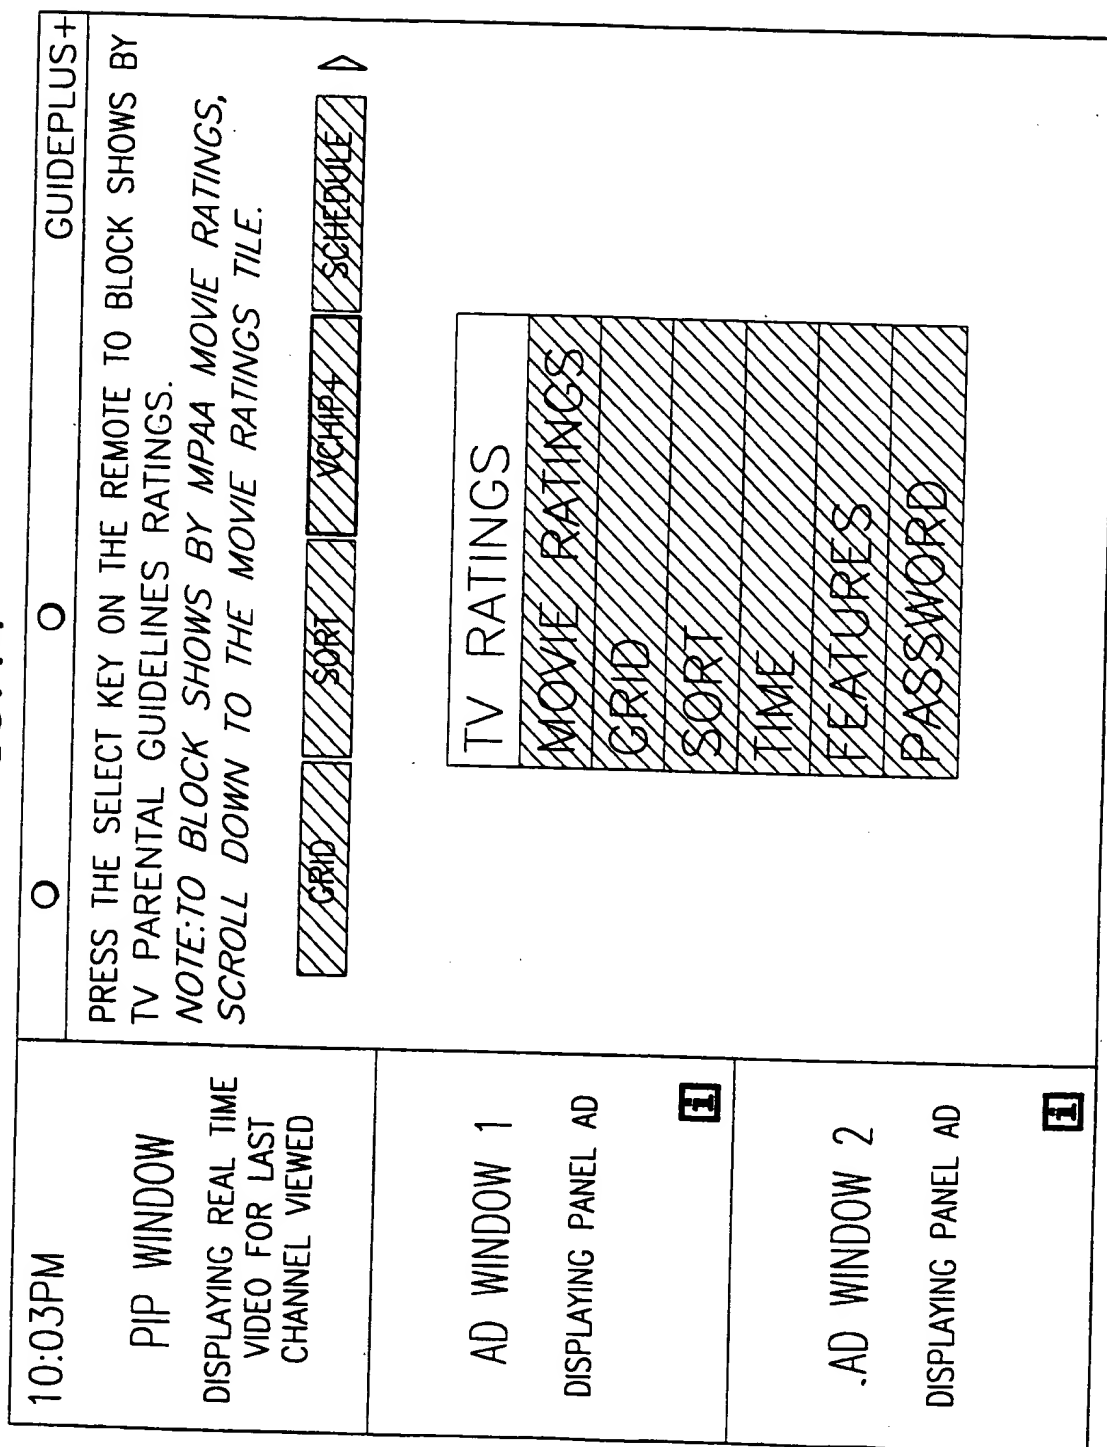 10:03PM
GUIDEPLUS+
PIP WINDOW
DISPLAYING REAL TIME
VIDEO FOR LAST
CHANNEL VIEWED
AD WINDOW 1
DISPLAYING PANEL AD
i
.AD WINDOW 2
DISPLAYING PANEL AD
i
PRESS THE SELECT KEY ON THE REMOTE TO BLOCK SHOWS BY
TV PARENTAL GUIDELINES RATINGS.
NOTE:TO BLOCK SHOWS BY MPAA MOVIE RATINGS,
SCROLL DOWN TO THE MOVIE RATINGS TILE.
GRID SORT VCHIP+ SCHEDULE
TV RATINGS
MOVIE RATINGS
GRID
SORT
TIME
FEATURES
PASSWORD